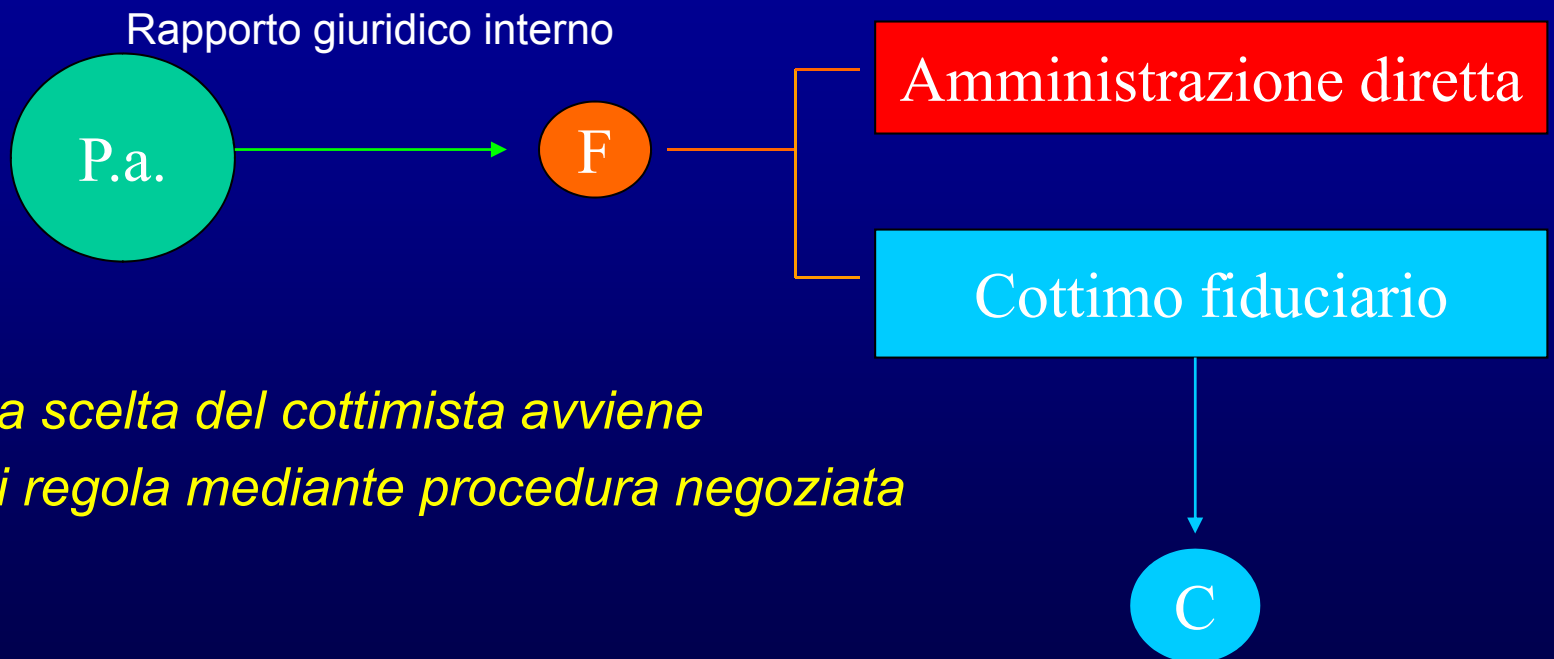 Rapporto giuridico interno
Amministrazione diretta
P.a.
F
Cottimo fiduciario
a scelta del cottimista avviene
i regola mediante procedura negoziata
C